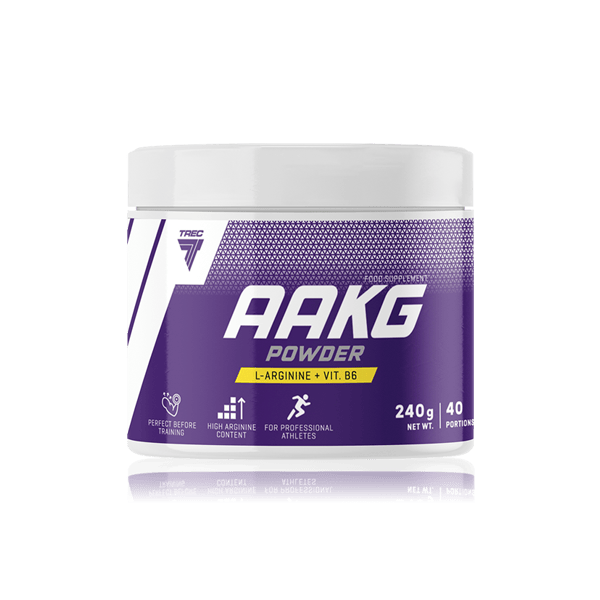 TREC
FOOD SUPPLEMENT
AAKG
POWDER
L-ARGININE + VIT. B6
PERFECT BEFORE
TRAINING
HIGH ARGININE
CONTENT
FOR PROFESSIONAL
ATHLETES
240g
NET WT.
40
PORTIONS